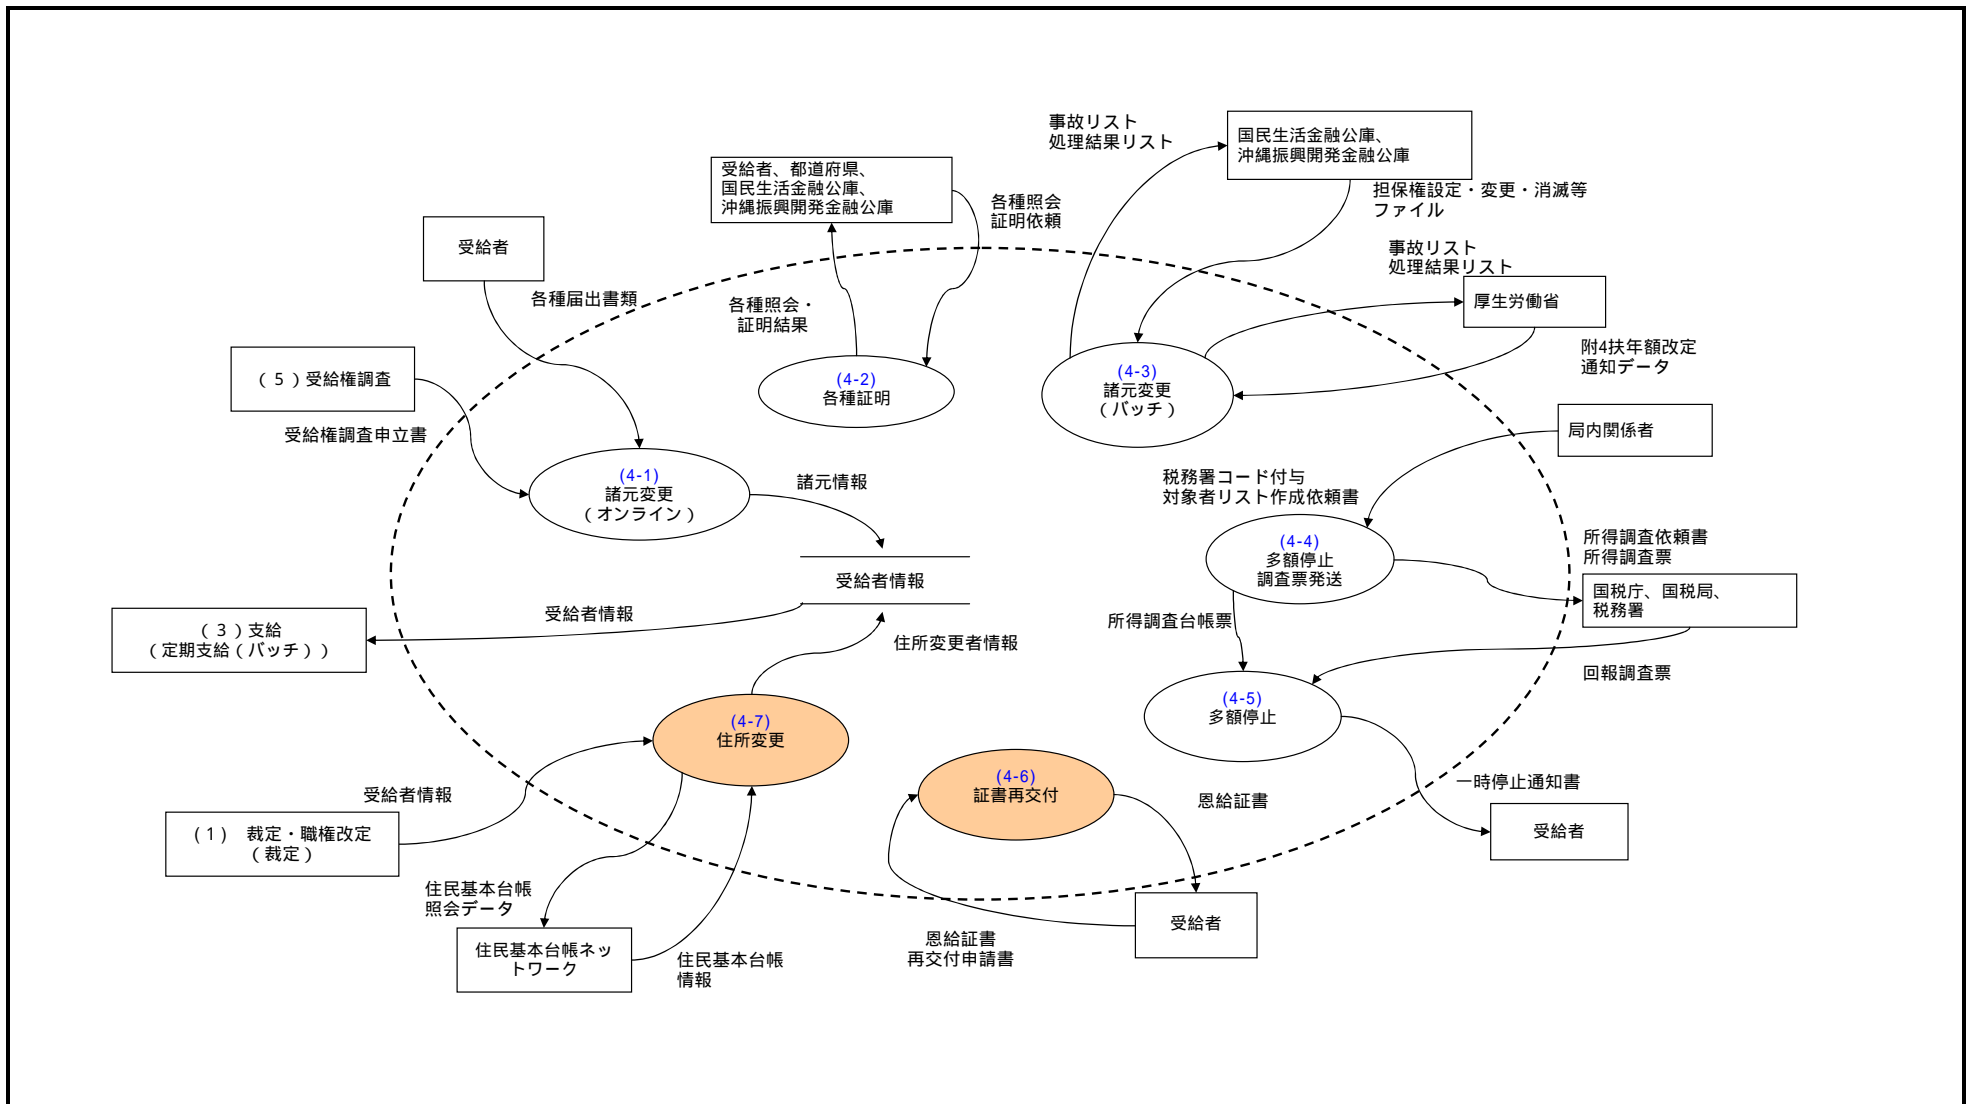 事故リスト
処理結果リスト
国民生活金融公庫、
沖縄振興開発金融公庫
受給者、都道府県、
国民生活金融公庫、
沖縄振興開発金融公庫
各種照会
証明依頼
担保権設定・変更・消滅等
ファイル
受給者
事故リスト
処理結果リスト
各種届出書類
各種照会・
証明結果
厚生労働省
附4扶年額改定
通知データ
（５）受給権調査
受給権調査申立書
(4-2)
各種証明
(4-3)
諸元変更
（バッチ）
局内関係者
(4-1)
諸元変更
（オンライン）
諸元情報
税務署コード付与
対象者リスト作成依頼書
(4-4)
多額停止
調査票発送
所得調査依頼書
所得調査票
国税庁、国税局、
税務署
受給者情報
受給者情報
（３）支給
（定期支給（バッチ））
住所変更者情報
所得調査台帳票
回報調査票
(4-5)
多額停止
(4-7)
住所変更
(4-6)
証書再交付
恩給証書
一時停止通知書
受給者
受給者情報
(１)　裁定・職権改定
（裁定）
住民基本台帳
照会データ
住民基本台帳ネッ
トワーク
住民基本台帳
情報
恩給証書
再交付申請書
受給者